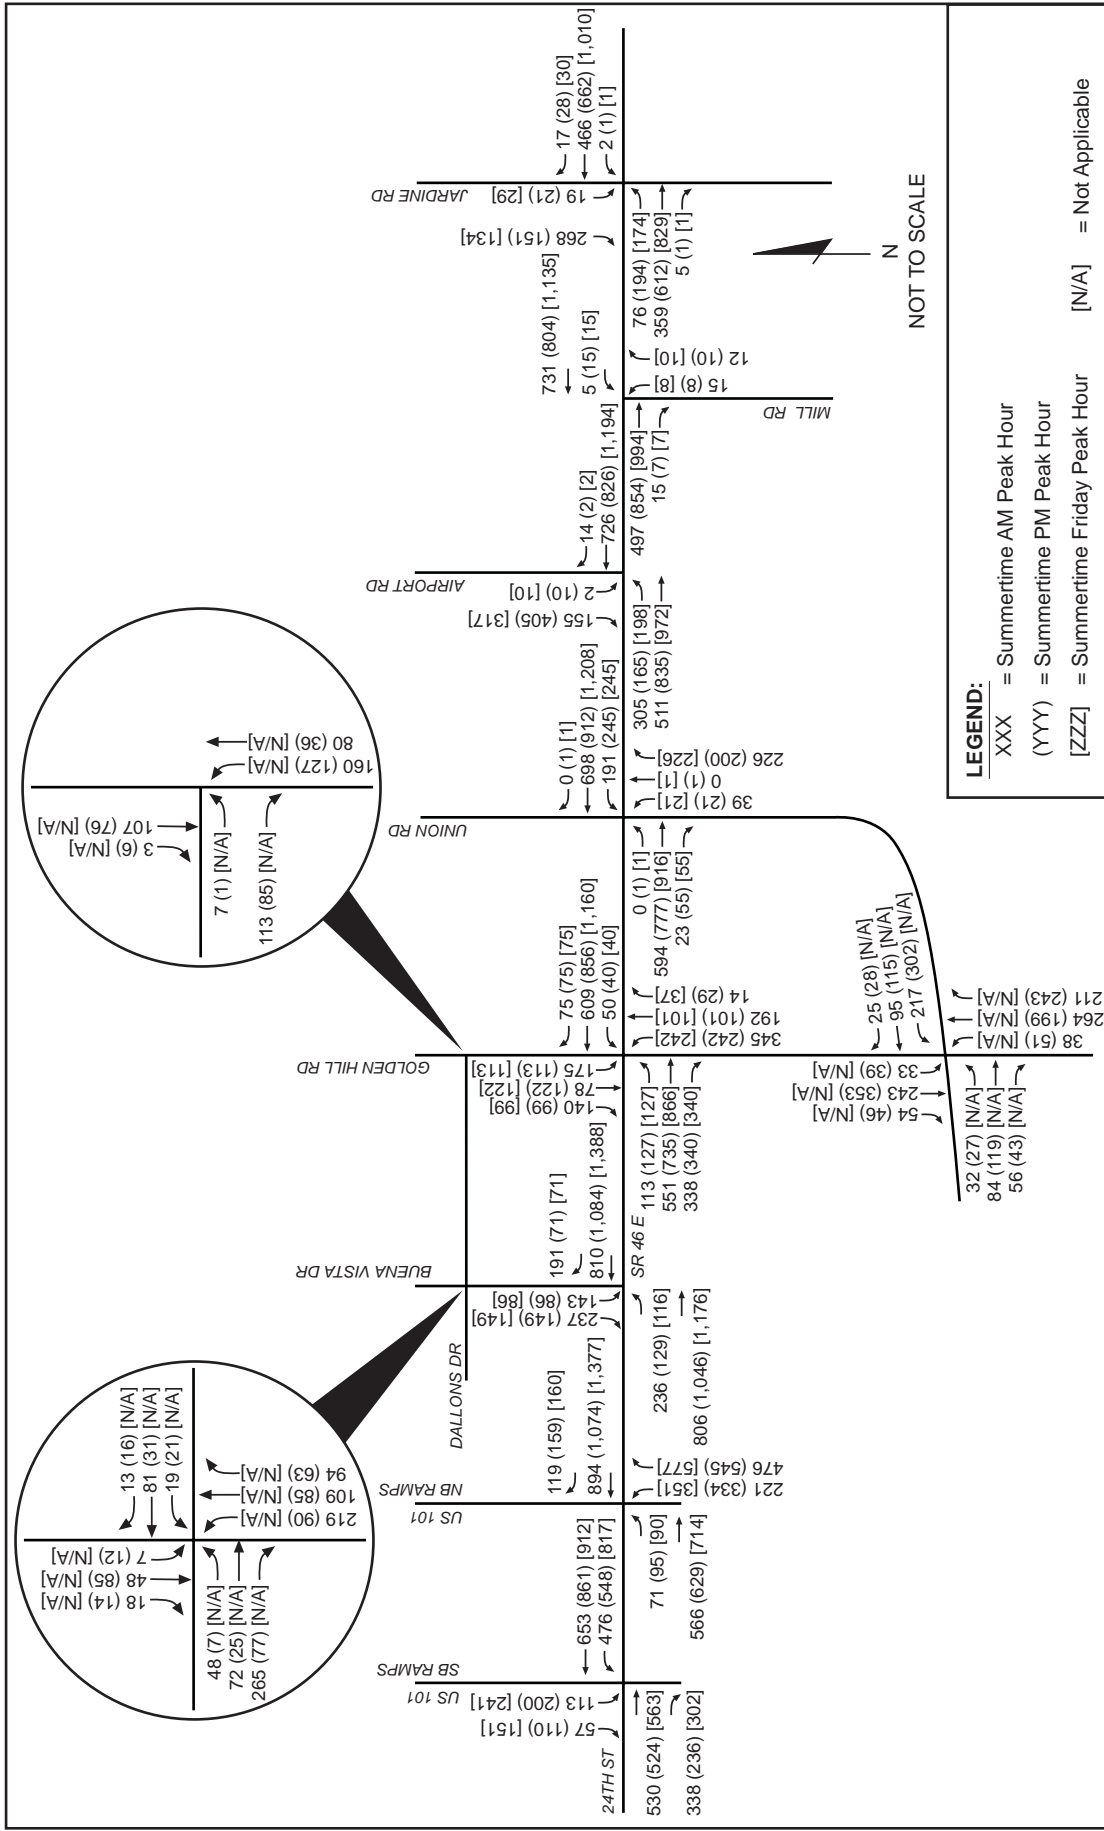 13 (16) [N/A]
81 (31) [N/A]
19 (21) [N/A]
18 (14) [N/A]
48 (85) [N/A]
7 (12) [N/A]
48 (7) [N/A]
72 (25) [N/A]
265 (77) [N/A]
219 (90) [N/A]
109 (85) [N/A]
94 (63) [N/A]
3 (6) [N/A]
107 (76) [N/A]
7 (1) [N/A]
113 (85) [N/A]
160 (127) [N/A]
80 (36) [N/A]
24TH ST
US 101
SB RAMPS
57 (110) [151]
113 (200) [241]
653 (861) [912]
476 (548) [817]
530 (524) [563]
338 (236) [302]
US 101
NB RAMPS
119 (159) [160]
894 (1,074) [1,377]
71 (95) [90]
566 (629) [714]
221 (334) [351]
476 (545) [577]
DALLONS DR
BUENA VISTA DR
237 (149) [149]
143 (86) [86]
191 (71) [71]
810 (1,084) [1,388]
236 (129) [116]
806 (1,046) [1,176]
SR 46 E
GOLDEN HILL RD
140 (99) [99]
78 (122) [122]
175 (113) [113]
75 (75) [75]
609 (856) [1,160]
50 (40) [40]
113 (127) [127]
551 (735) [866]
338 (340) [340]
345 (242) [242]
192 (101) [101]
14 (29) [37]
UNION RD
0 (1) [1]
698 (912) [1,208]
191 (245) [245]
0 (1) [1]
594 (777) [916]
23 (55) [55]
39 (21) [21]
0 (1) [1]
226 (200) [226]
AIRPORT RD
155 (405) [317]
2 (10) [10]
14 (2) [2]
726 (826) [1,194]
305 (165) [198]
511 (835) [972]
MILL RD
731 (804) [1,135]
5 (15) [15]
497 (854) [994]
15 (7) [7]
15 (8) [8]
12 (10) [10]
JARDINE RD
268 (151) [134]
19 (21) [29]
17 (28) [30]
466 (662) [1,010]
2 (1) [1]
76 (194) [174]
359 (612) [829]
5 (1) [1]
54 (46) [N/A]
243 (353) [N/A]
33 (39) [N/A]
25 (28) [N/A]
95 (115) [N/A]
217 (302) [N/A]
32 (27) [N/A]
84 (119) [N/A]
56 (43) [N/A]
38 (51) [N/A]
264 (199) [N/A]
211 (243) [N/A]
N
NOT TO SCALE
LEGEND:
XXX = Summertime AM Peak Hour
(YYY) = Summertime PM Peak Hour
[ZZZ] = Summertime Friday Peak Hour [N/A] = Not Applicable